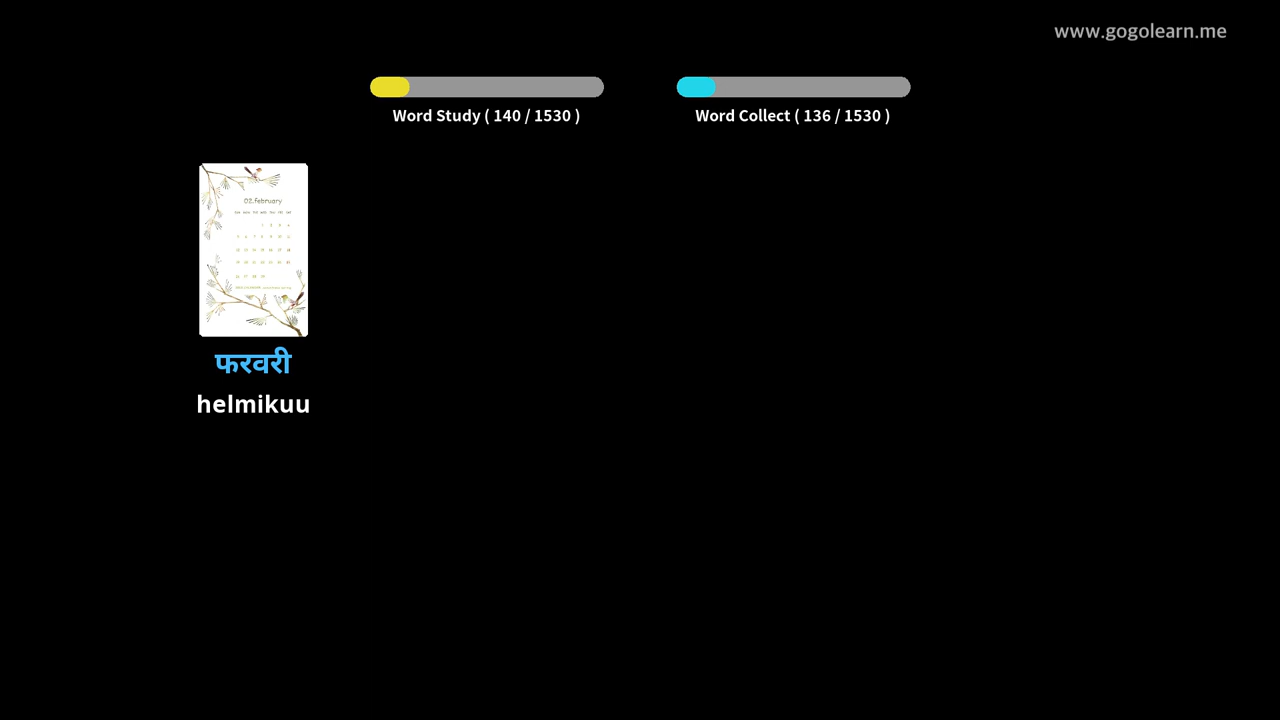 www.gogolearn.me
Word Study ( 140 / 1530 )
Word Collect ( 136 / 1530 )
02.february
फरवरी
helmikuu